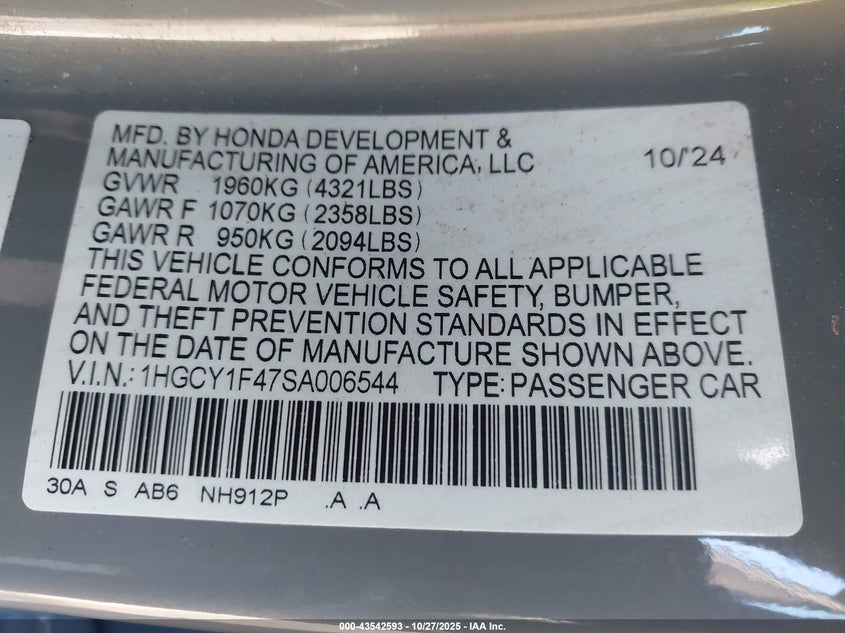 MFD. BY HONDA DEVELOPMENT &
MANUFACTURING OF AMERICA, LLC 10/'24
GVWR 1960KG (4321LBS)
GAWR F 1070KG (2358LBS)
GAWR R 950KG (2094LBS)
THIS VEHICLE CONFORMS TO ALL APPLICABLE
FEDERAL MOTOR VEHICLE SAFETY, BUMPER,
AND THEFT PREVENTION STANDARDS IN EFFECT
ON THE DATE OF MANUFACTURE SHOWN ABOVE.
V.I.N.: 1HGCY1F47SA006544 TYPE: PASSENGER CAR
30A S AB6 NH912P .A .A
000-43542593 | 10/27/2025 | IAA Inc.